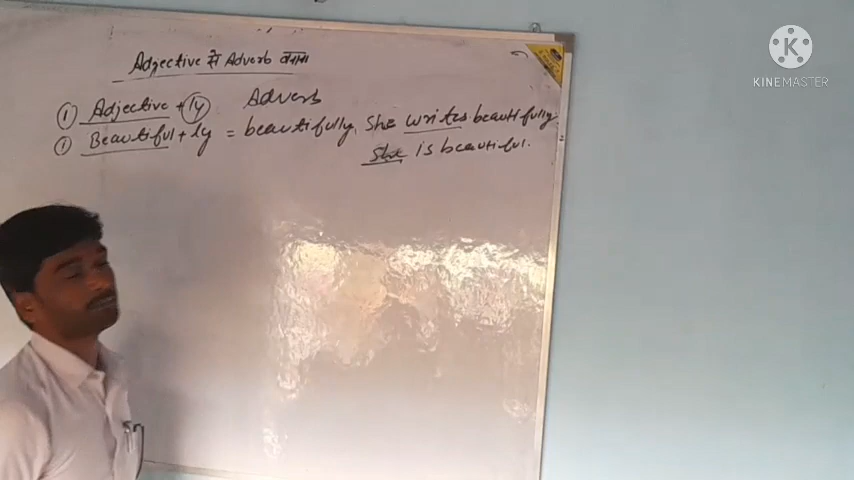 Adjective से Adverb बनाना
① Adjective + ly Adverb
① Beautiful + ly = beautifully, She writes beautifully.
She is beautiful.
KINEMASTER